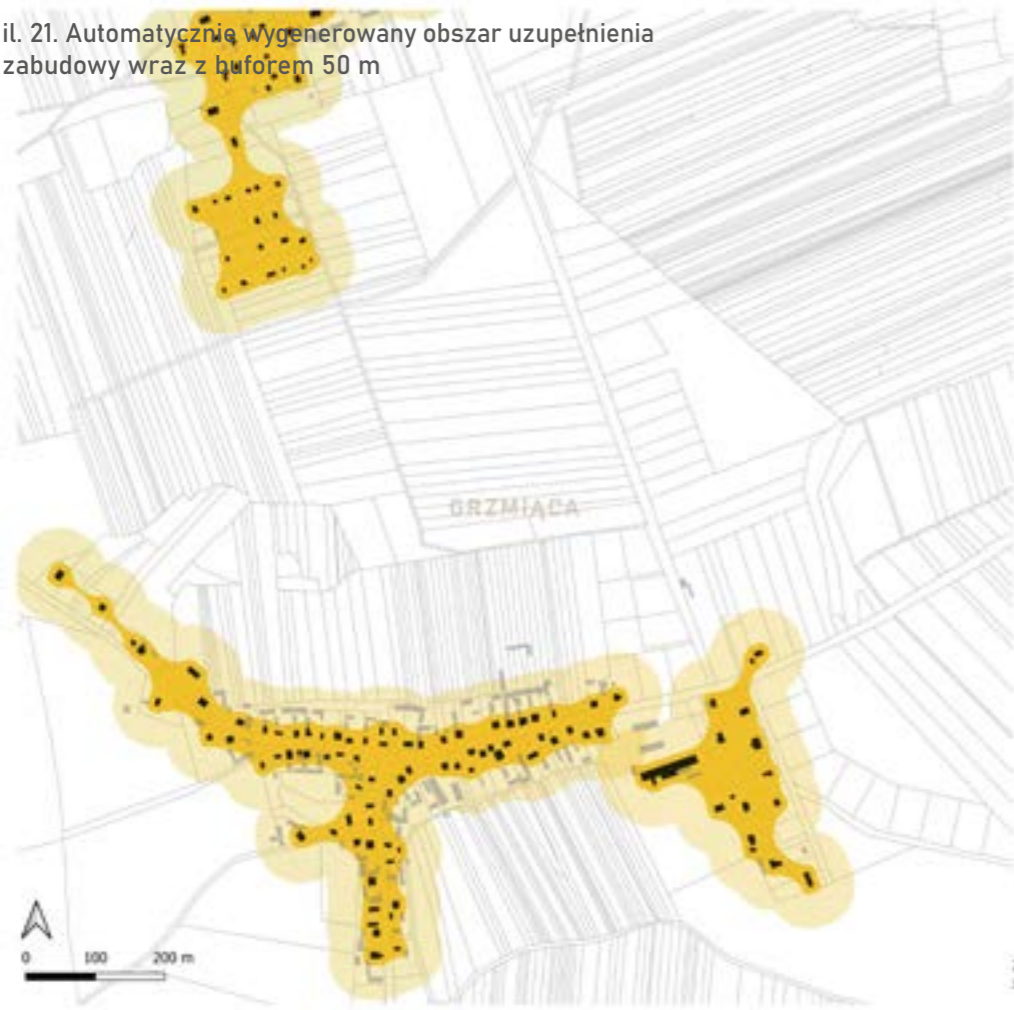 il. 21. Automatycznie wygenerowany obszar uzupełnienia
zabudowy wraz z buforem 50 m
GRZMIĄCA
0 100 200 m